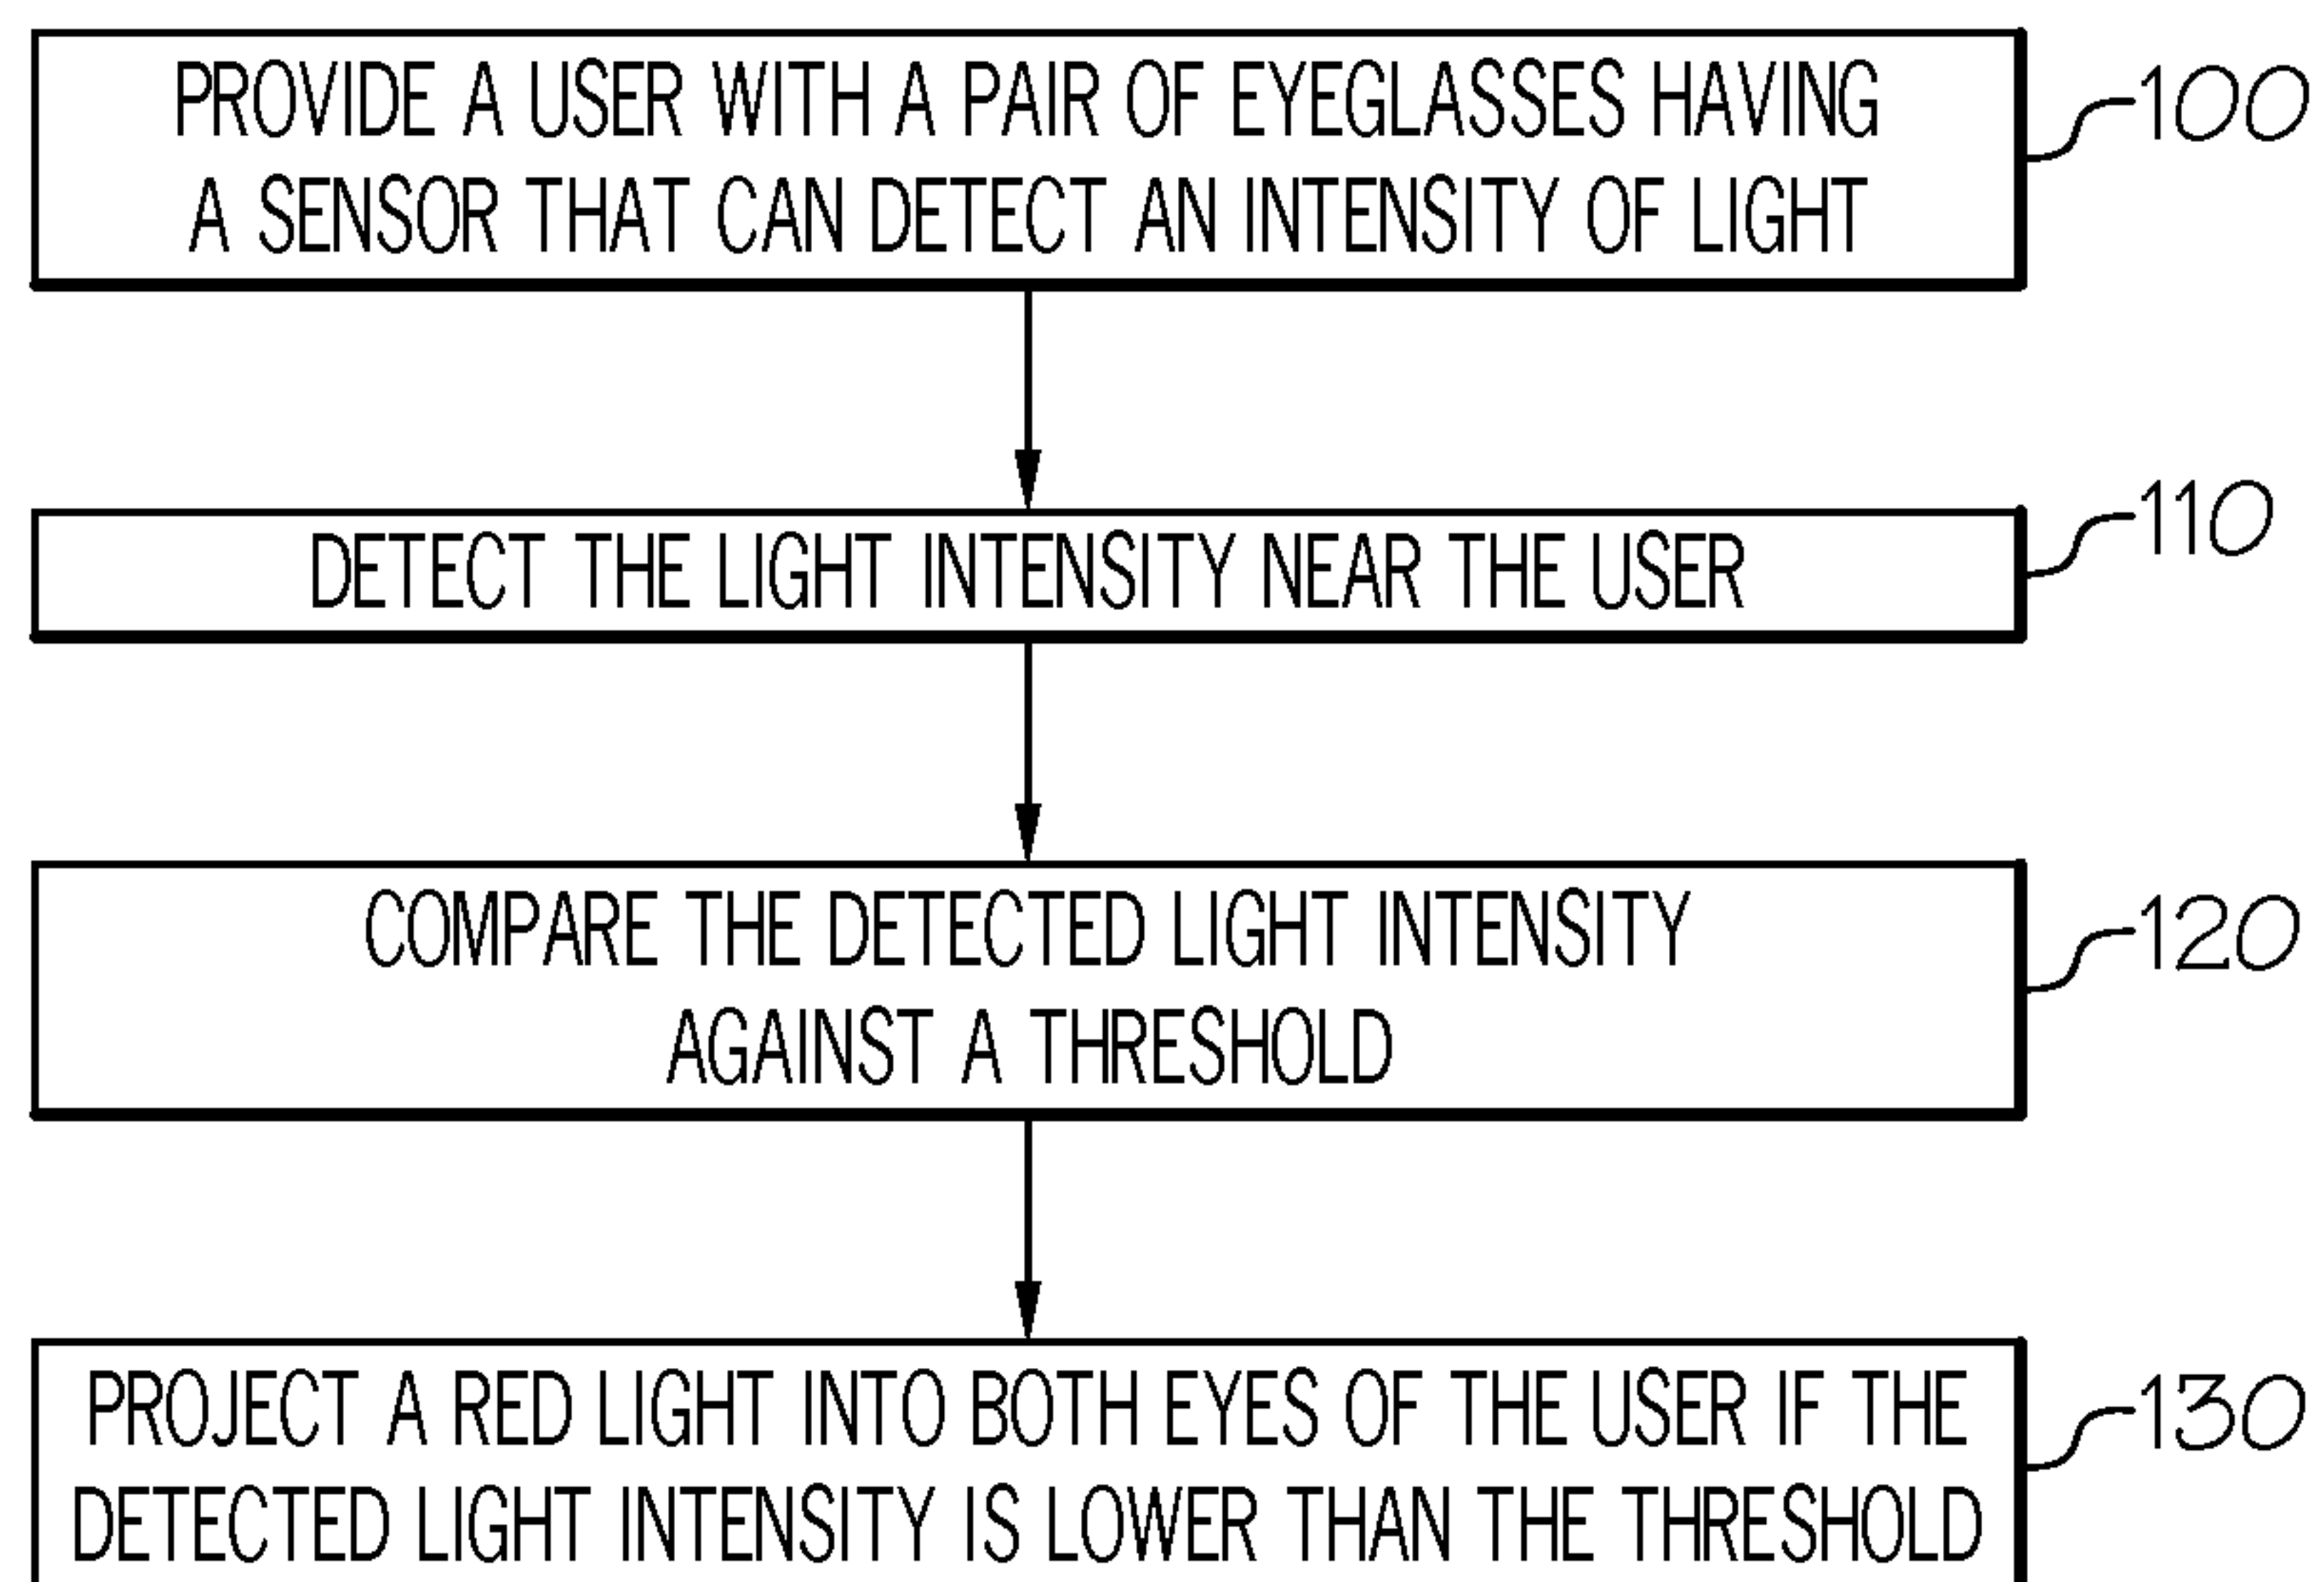 PROVIDE A USER WITH A PAIR OF EYEGLASSES HAVING
A SENSOR THAT CAN DETECT AN INTENSITY OF LIGHT
100
DETECT THE LIGHT INTENSITY NEAR THE USER
110
COMPARE THE DETECTED LIGHT INTENSITY
AGAINST A THRESHOLD
120
PROJECT A RED LIGHT INTO BOTH EYES OF THE USER IF THE
DETECTED LIGHT INTENSITY IS LOWER THAN THE THRESHOLD
130